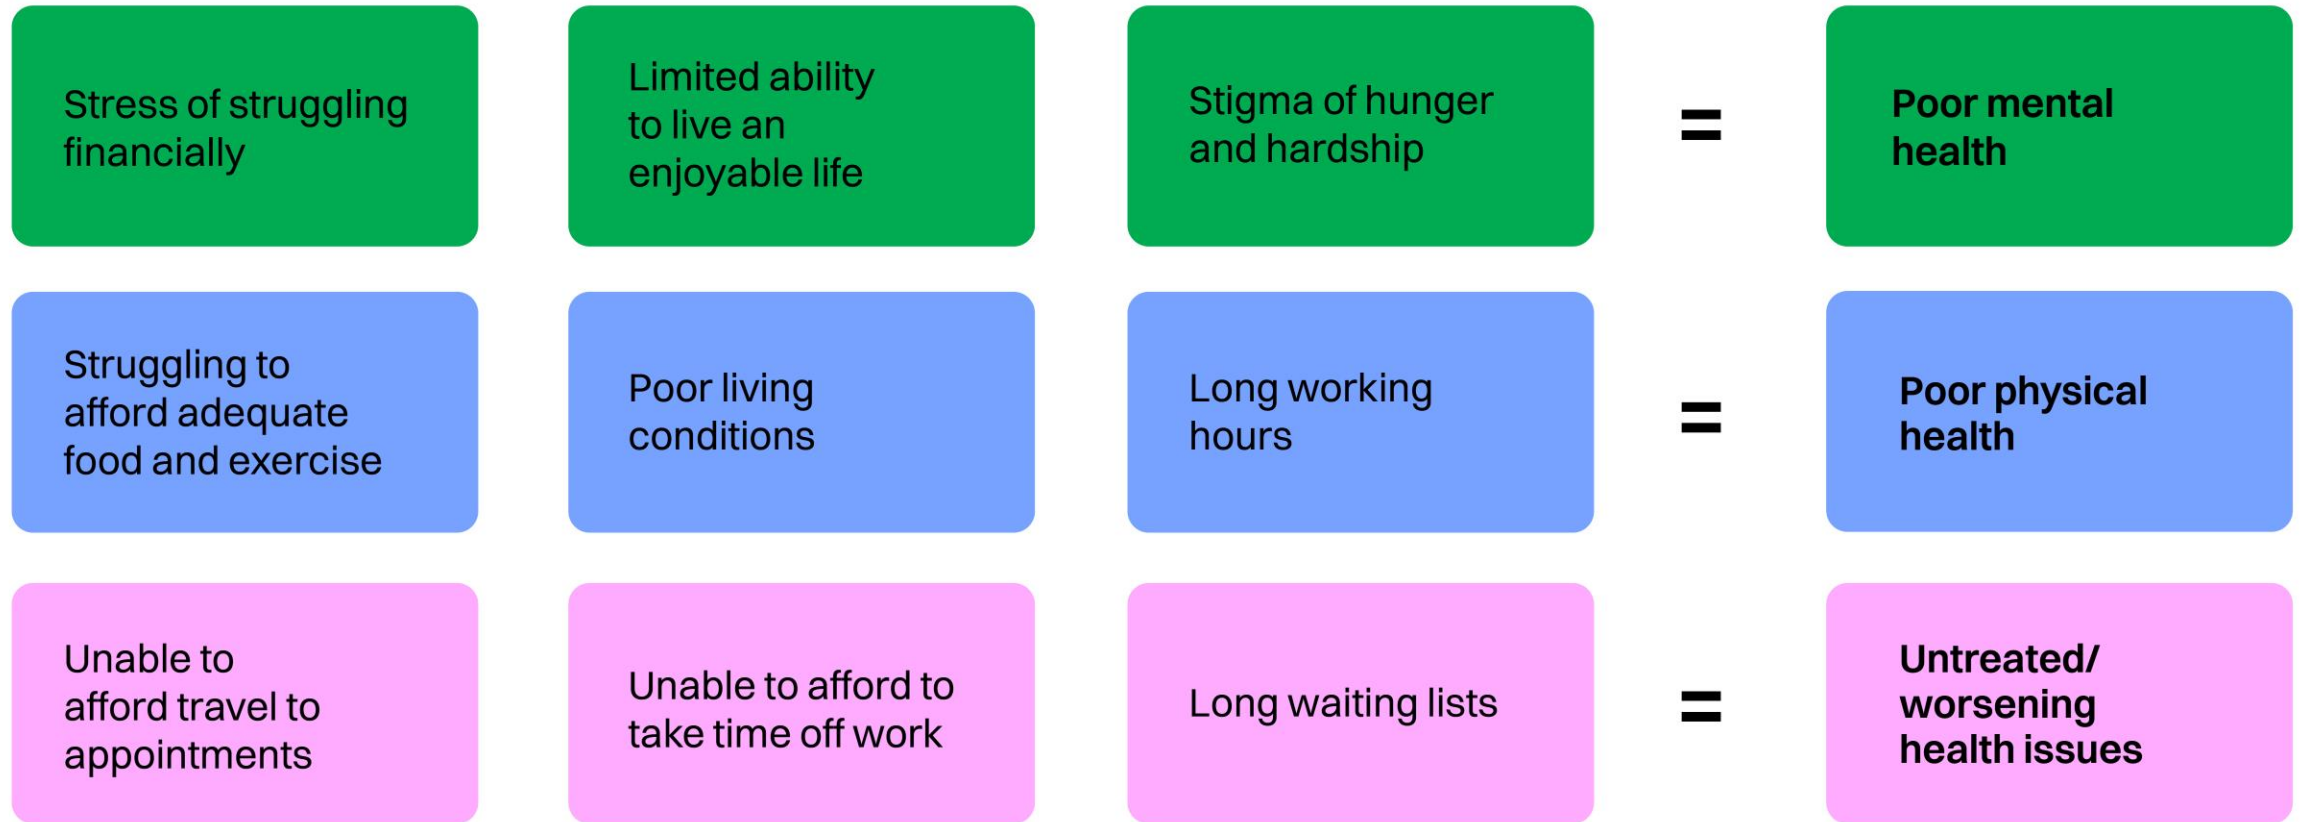 Stress of struggling
financially
Limited ability
to live an
enjoyable life
Stigma of hunger
and hardship
=
Poor mental
health
Struggling to
afford adequate
food and exercise
Poor living
conditions
Long working
hours
=
Poor physical
health
Unable to
afford travel to
appointments
Unable to afford to
take time off work
Long waiting lists
=
Untreated/
worsening
health issues